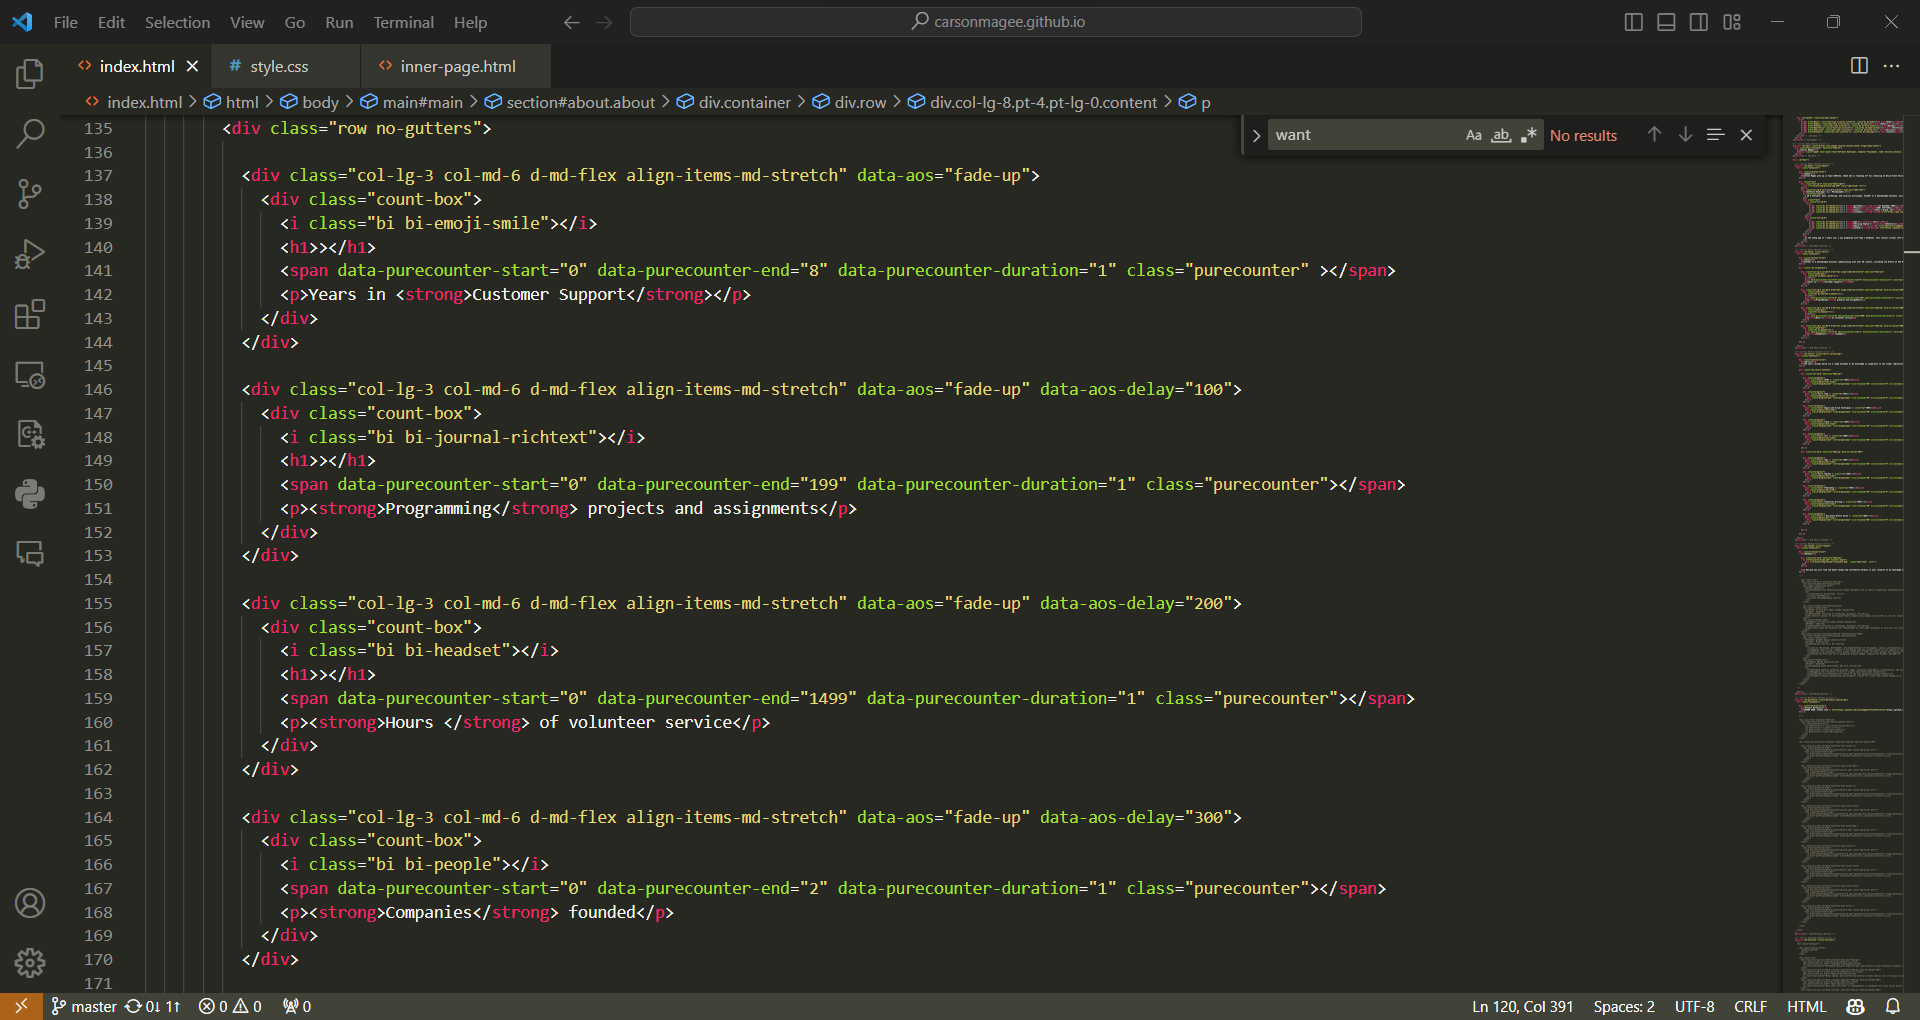 File Edit Selection View Go Run Terminal Help
carsonmagee.github.io
index.html
# style.css
inner-page.html
index.html > html > body > main#main > section#about.about > div.container > div.row > div.col-lg-8.pt-4.pt-lg-0.content > p
want Aa ab No results
135 <div class="row no-gutters">
136
137 <div class="col-lg-3 col-md-6 d-md-flex align-items-md-stretch" data-aos="fade-up">
138 <div class="count-box">
139 <i class="bi bi-emoji-smile"></i>
140 <h1>></h1>
141 <span data-purecounter-start="0" data-purecounter-end="8" data-purecounter-duration="1" class="purecounter" ></span>
142 <p>Years in <strong>Customer Support</strong></p>
143 </div>
144 </div>
145
146 <div class="col-lg-3 col-md-6 d-md-flex align-items-md-stretch" data-aos="fade-up" data-aos-delay="100">
147 <div class="count-box">
148 <i class="bi bi-journal-richtext"></i>
149 <h1>></h1>
150 <span data-purecounter-start="0" data-purecounter-end="199" data-purecounter-duration="1" class="purecounter"></span>
151 <p><strong>Programming</strong> projects and assignments</p>
152 </div>
153 </div>
154
155 <div class="col-lg-3 col-md-6 d-md-flex align-items-md-stretch" data-aos="fade-up" data-aos-delay="200">
156 <div class="count-box">
157 <i class="bi bi-headset"></i>
158 <h1>></h1>
159 <span data-purecounter-start="0" data-purecounter-end="1499" data-purecounter-duration="1" class="purecounter"></span>
160 <p><strong>Hours </strong> of volunteer service</p>
161 </div>
162 </div>
163
164 <div class="col-lg-3 col-md-6 d-md-flex align-items-md-stretch" data-aos="fade-up" data-aos-delay="300">
165 <div class="count-box">
166 <i class="bi bi-people"></i>
167 <span data-purecounter-start="0" data-purecounter-end="2" data-purecounter-duration="1" class="purecounter"></span>
168 <p><strong>Companies</strong> founded</p>
169 </div>
170 </div>
171
master 0↓ 1↑ 0 0 0 Ln 120, Col 391 Spaces: 2 UTF-8 CRLF HTML